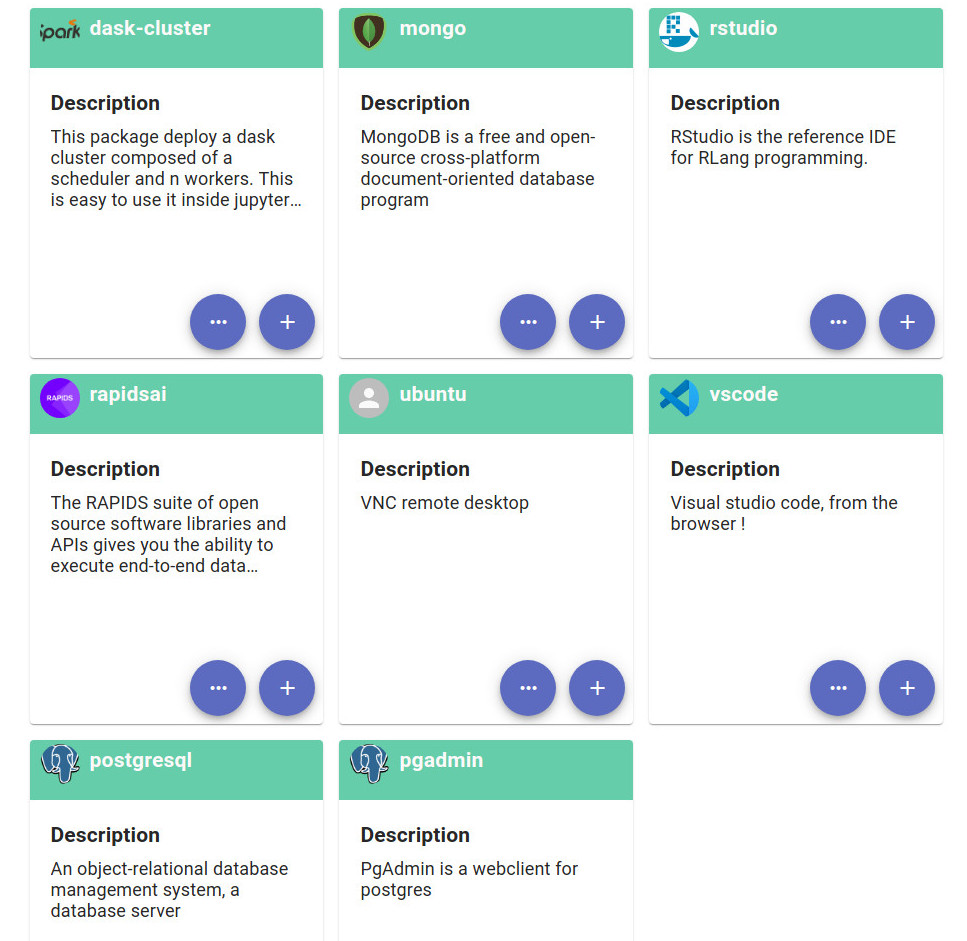 Spark dask-cluster
Description
This package deploy a dask
cluster composed of a
scheduler and n workers. This
is easy to use it inside jupyter…
mongo
Description
MongoDB is a free and open-
source cross-platform
document-oriented database
program
rstudio
Description
RStudio is the reference IDE
for RLang programming.
RAPIDS rapidsai
Description
The RAPIDS suite of open
source software libraries and
APIs gives you the ability to
execute end-to-end data…
ubuntu
Description
VNC remote desktop
vscode
Description
Visual studio code, from the
browser !
postgresql
Description
An object-relational database
management system, a
database server
pgadmin
Description
PgAdmin is a webclient for
postgres